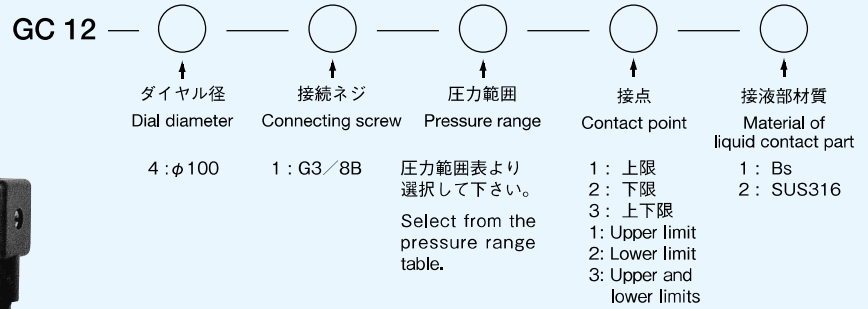 GC 12
ダイヤル径
Dial diameter
4 : φ100
接続ネジ
Connecting screw
1 : G3／8B
圧力範囲
Pressure range
圧力範囲表より
選択して下さい。
Select from the
pressure range
table.
接点
Contact point
1 : 上限
2 : 下限
3 : 上下限
1: Upper limit
2: Lower limit
3: Upper and
lower limits
接液部材質
Material of
liquid contact part
1 : Bs
2 : SUS316